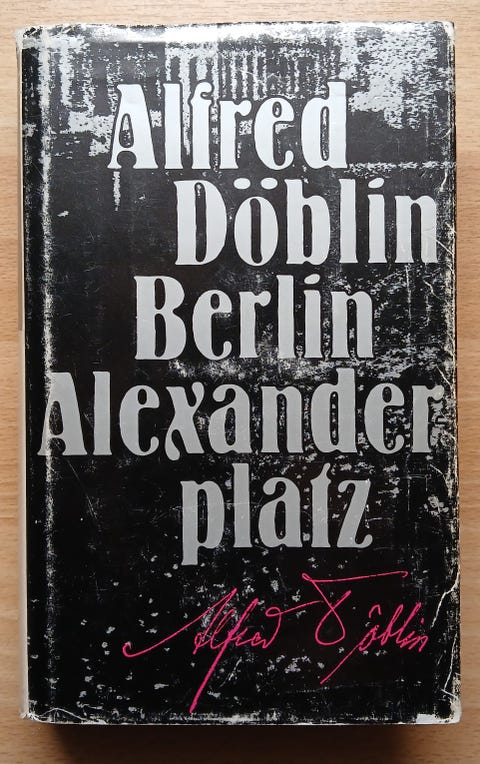 Alfred
Döblin
Berlin
Alexander
platz
Alfred Döblin